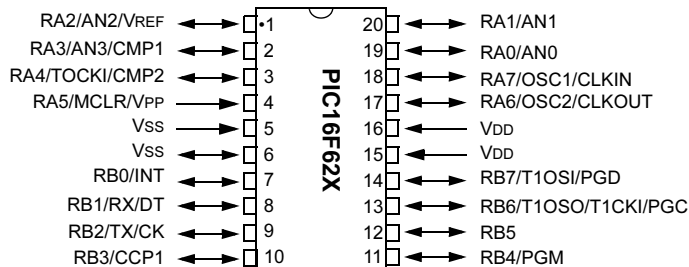 RA2/AN2/VREF 1 20 RA1/AN1
RA3/AN3/CMP1 2 19 RA0/AN0
RA4/TOCKI/CMP2 3 18 RA7/OSC1/CLKIN
RA5/MCLR/VPP 4 17 RA6/OSC2/CLKOUT
VSS 5 16 VDD
VSS 6 15 VDD
RB0/INT 7 14 RB7/T1OSI/PGD
RB1/RX/DT 8 13 RB6/T1OSO/T1CKI/PGC
RB2/TX/CK 9 12 RB5
RB3/CCP1 10 11 RB4/PGM
PIC16F62X